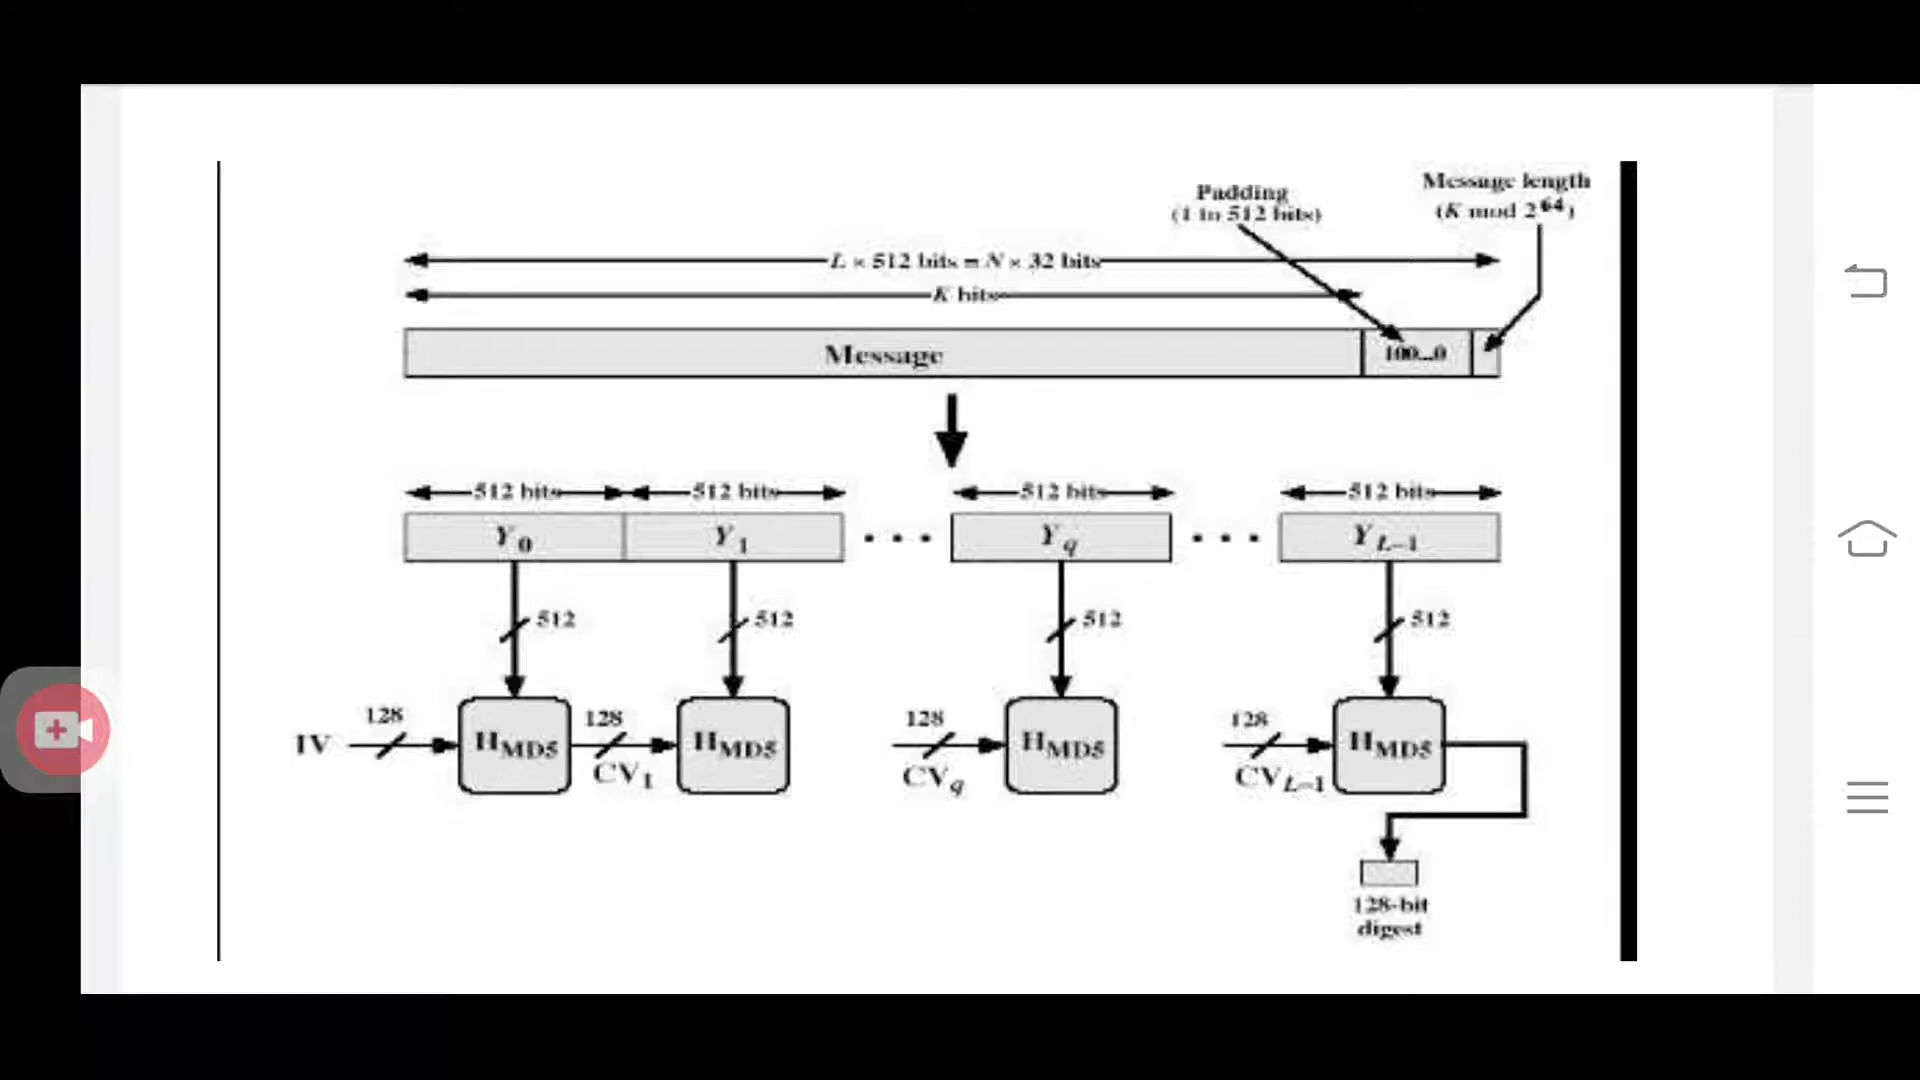 Padding
(1 to 512 bits)
Message length
(K mod 2^64)
L × 512 bits = N × 32 bits
K bits
Message
100...0
512 bits
512 bits
512 bits
512 bits
Y0
Y1
. . .
Yq
. . .
YL–1
512
512
512
512
IV
128
HMD5
128
CV1
HMD5
128
CVq
HMD5
128
CVL–1
HMD5
128-bit
digest